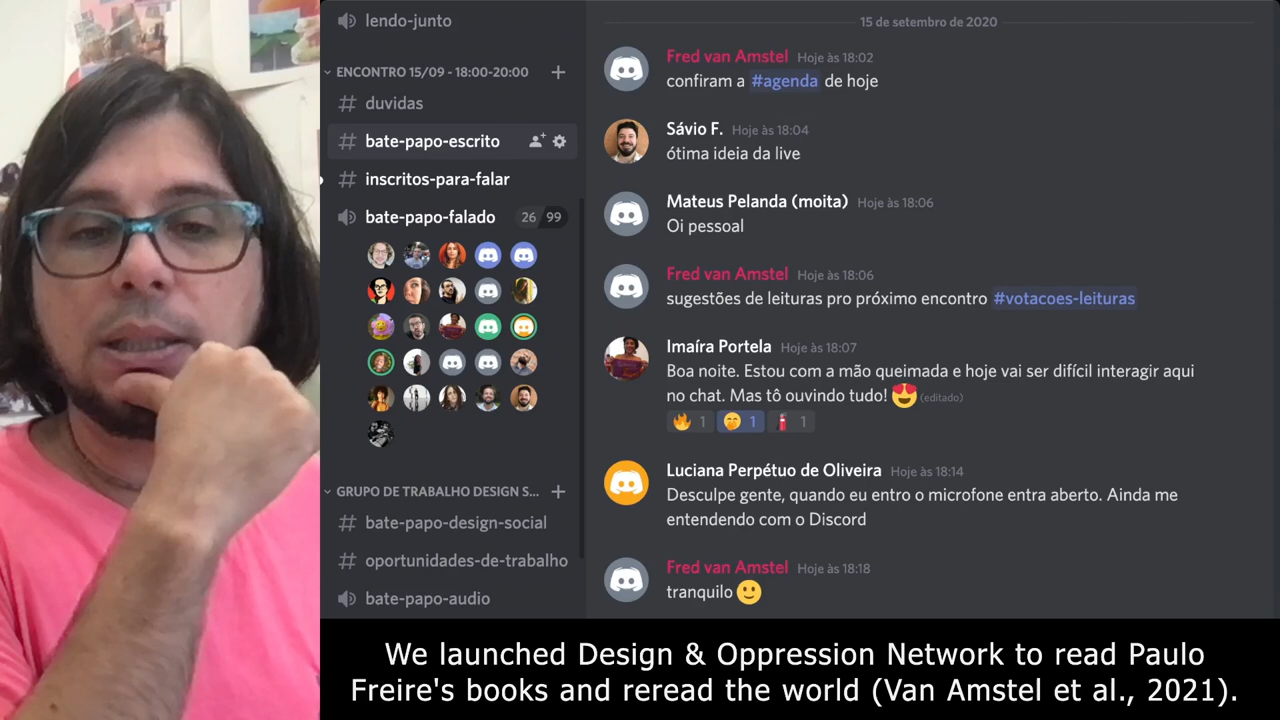 lendo-junto
ENCONTRO 15/09 - 18:00-20:00
duvidas
bate-papo-escrito
inscritos-para-falar
bate-papo-falado 26 99
GRUPO DE TRABALHO DESIGN S...
bate-papo-design-social
oportunidades-de-trabalho
bate-papo-audio
15 de setembro de 2020
Fred van Amstel Hoje às 18:02
confiram a #agenda de hoje
Sávio F. Hoje às 18:04
ótima ideia da live
Mateus Pelanda (moita) Hoje às 18:06
Oi pessoal
Fred van Amstel Hoje às 18:06
sugestões de leituras pro próximo encontro #votacoes-leituras
Imaíra Portela Hoje às 18:07
Boa noite. Estou com a mão queimada e hoje vai ser difícil interagir aqui
no chat. Mas tô ouvindo tudo! 😍 (editado)
🔥 1 🤭 1 🧯 1
Luciana Perpétuo de Oliveira Hoje às 18:14
Desculpe gente, quando eu entro o microfone entra aberto. Ainda me
entendendo com o Discord
Fred van Amstel Hoje às 18:18
tranquilo 🙂
We launched Design & Oppression Network to read Paulo
Freire's books and reread the world (Van Amstel et al., 2021).